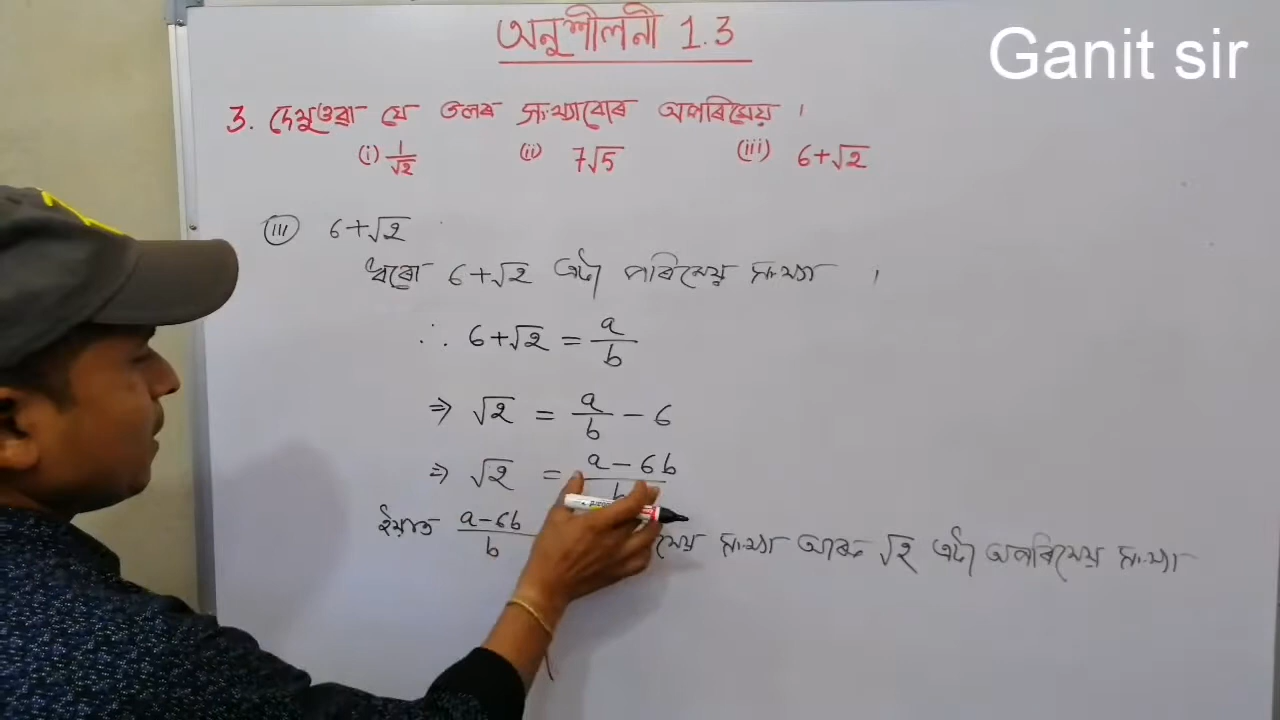 অনুশীলনী 1.3
Ganit sir
3. দেখুওৱা যে তলৰ সংখ্যাবোৰ অপৰিমেয় ।
(i) 1/√2 (ii) 7√5 (iii) 6+√2
(iii) 6+√2
ধৰো 6+√2 এটা পৰিমেয় সংখ্যা ।
∴ 6+√2 = a/b
⇒ √2 = a/b − 6
⇒ √2 = a−6b/b
ইয়াত a−6b/b সংখ্যা আৰু √2 এটা অপৰিমেয় সংখ্যা